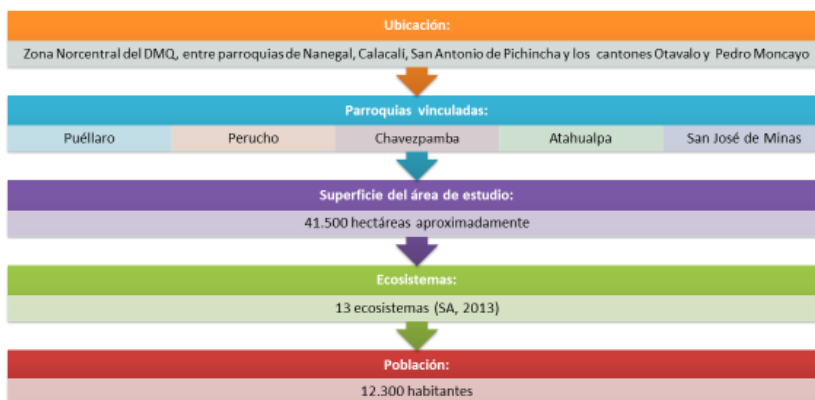 Ubicación:
Zona Norcentral del DMQ, entre parroquias de Nanegal, Calacalí, San Antonio de Pichincha y los cantones Otavalo y Pedro Moncayo
Parroquias vinculadas:
Puéllaro Perucho Chavezpamba Atahualpa San José de Minas
Superficie del área de estudio:
41.500 hectáreas aproximadamente
Ecosistemas:
13 ecosistemas (SA, 2013)
Población:
12.300 habitantes